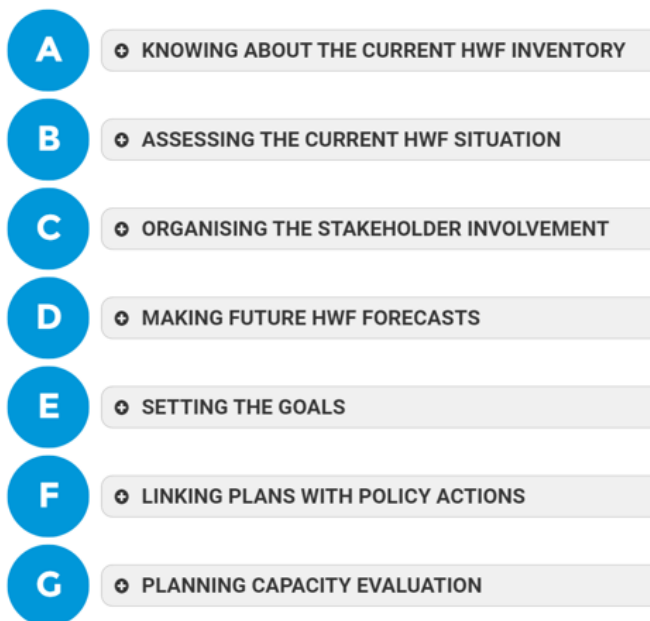 A KNOWING ABOUT THE CURRENT HWF INVENTORY
B ASSESSING THE CURRENT HWF SITUATION
C ORGANISING THE STAKEHOLDER INVOLVEMENT
D MAKING FUTURE HWF FORECASTS
E SETTING THE GOALS
F LINKING PLANS WITH POLICY ACTIONS
G PLANNING CAPACITY EVALUATION